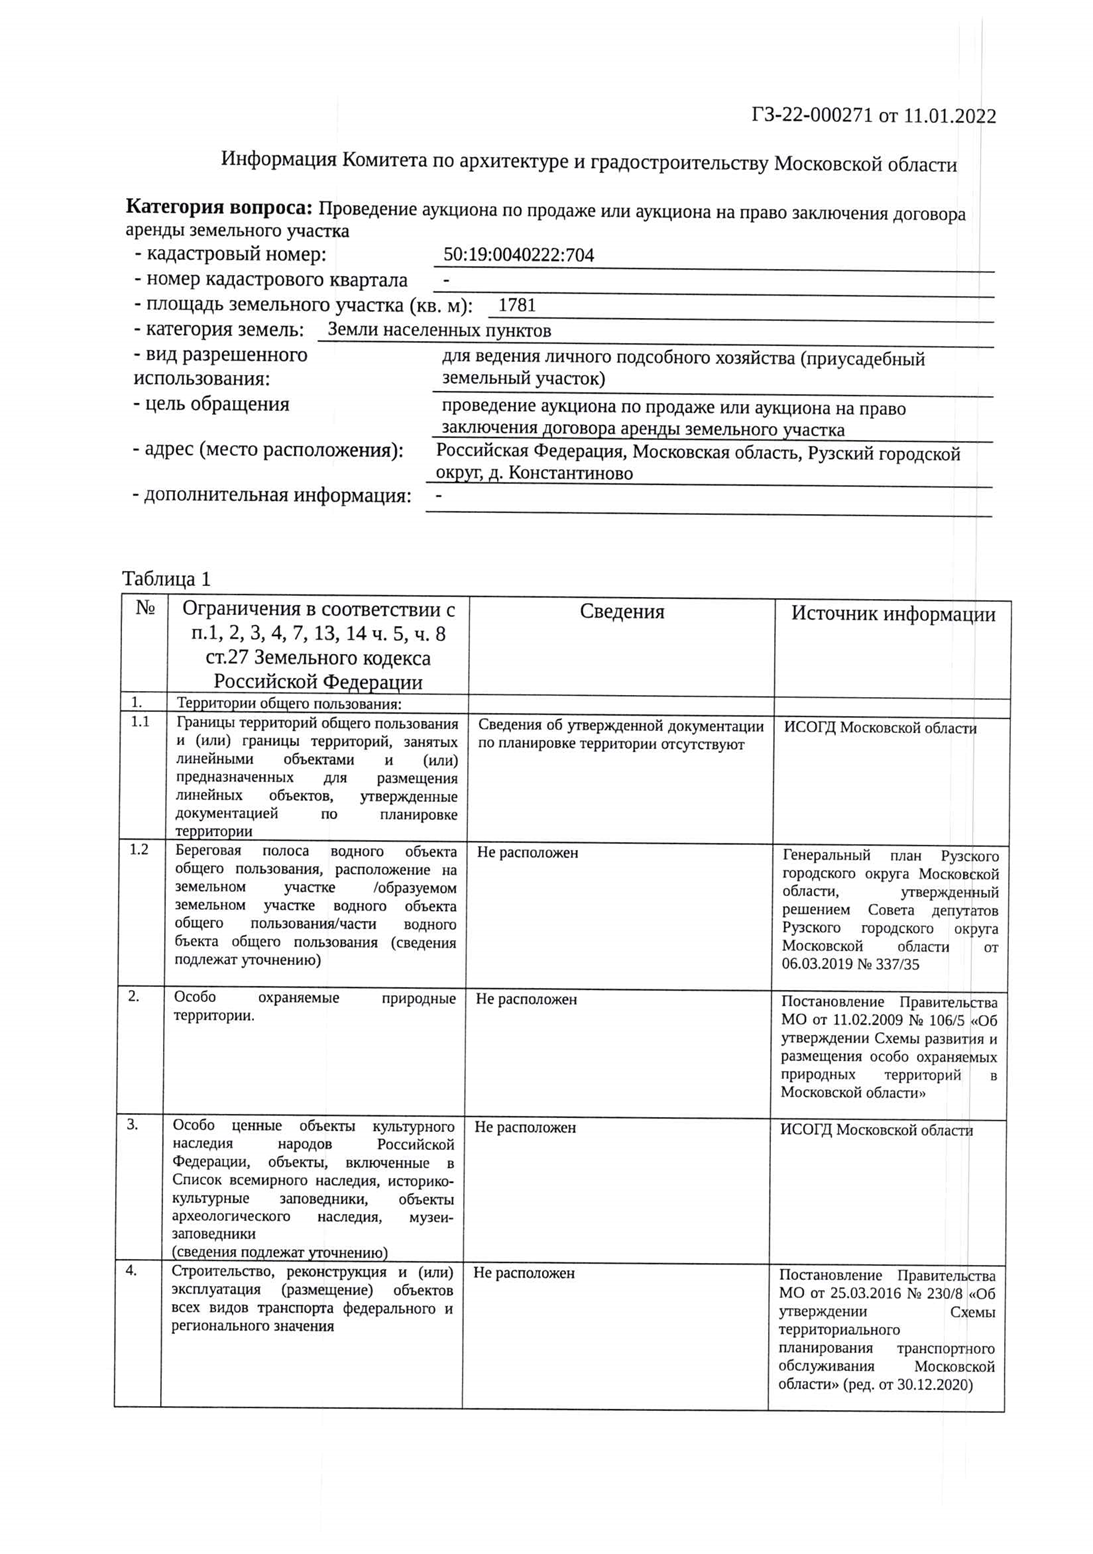 ГЗ-22-000271 от 11.01.2022
Информация Комитета по архитектуре и градостроительству Московской области
Категория вопроса: Проведение аукциона по продаже или аукциона на право заключения договора
аренды земельного участка
- кадастровый номер: 50:19:0040222:704
- номер кадастрового квартала -
- площадь земельного участка (кв. м): 1781
- категория земель: Земли населенных пунктов
- вид разрешенного
использования:
для ведения личного подсобного хозяйства (приусадебный
земельный участок)
- цель обращения
проведение аукциона по продаже или аукциона на право
заключения договора аренды земельного участка
- адрес (место расположения):
Российская Федерация, Московская область, Рузский городской
округ, д. Константиново
- дополнительная информация: -
Таблица 1
№
Ограничения в соответствии с
п.1, 2, 3, 4, 7, 13, 14 ч. 5, ч. 8
ст.27 Земельного кодекса
Российской Федерации
Сведения
Источник информации
1. Территории общего пользования:
1.1
Границы территорий общего пользования
и (или) границы территорий, занятых
линейными объектами и (или)
предназначенных для размещения
линейных объектов, утвержденные
документацией по планировке
территории
Сведения об утвержденной документации
по планировке территории отсутствуют
ИСОГД Московской области
1.2
Береговая полоса водного объекта
общего пользования, расположение на
земельном участке /образуемом
земельном участке водного объекта
общего пользования/части водного
бъекта общего пользования (сведения
подлежат уточнению)
Не расположен
Генеральный план Рузского
городского округа Московской
области, утвержденный
решением Совета депутатов
Рузского городского округа
Московской области от
06.03.2019 № 337/35
2.
Особо охраняемые природные
территории.
Не расположен
Постановление Правительства
МО от 11.02.2009 № 106/5 «Об
утверждении Схемы развития и
размещения особо охраняемых
природных территорий в
Московской области»
3.
Особо ценные объекты культурного
наследия народов Российской
Федерации, объекты, включенные в
Список всемирного наследия, историко-
культурные заповедники, объекты
археологического наследия, музеи-
заповедники
(сведения подлежат уточнению)
Не расположен
ИСОГД Московской области
4.
Строительство, реконструкция и (или)
эксплуатация (размещение) объектов
всех видов транспорта федерального и
регионального значения
Не расположен
Постановление Правительства
МО от 25.03.2016 № 230/8 «Об
утверждении Схемы
территориального
планирования транспортного
обслуживания Московской
области» (ред. от 30.12.2020)